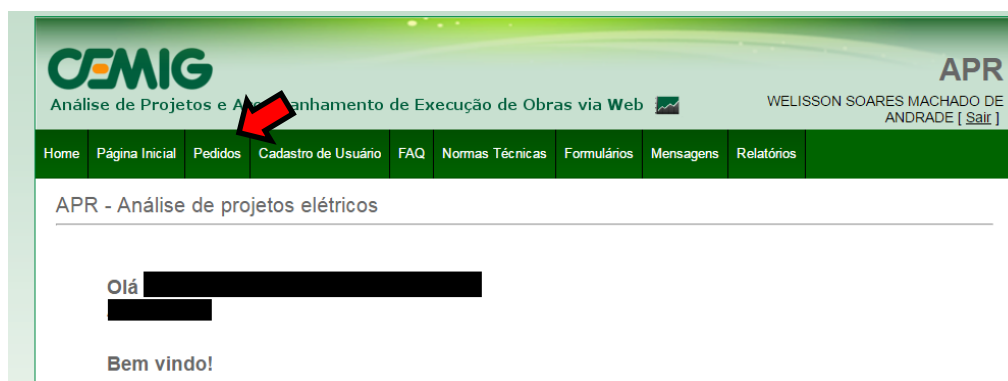 CEMIG
APR
Análise de Projetos e A anhamento de Execução de Obras via Web
WELISSON SOARES MACHADO DE
ANDRADE [ Sair ]
Home Página Inicial Pedidos Cadastro de Usuário FAQ Normas Técnicas Formulários Mensagens Relatórios
APR - Análise de projetos elétricos
Olá
Bem vindo!